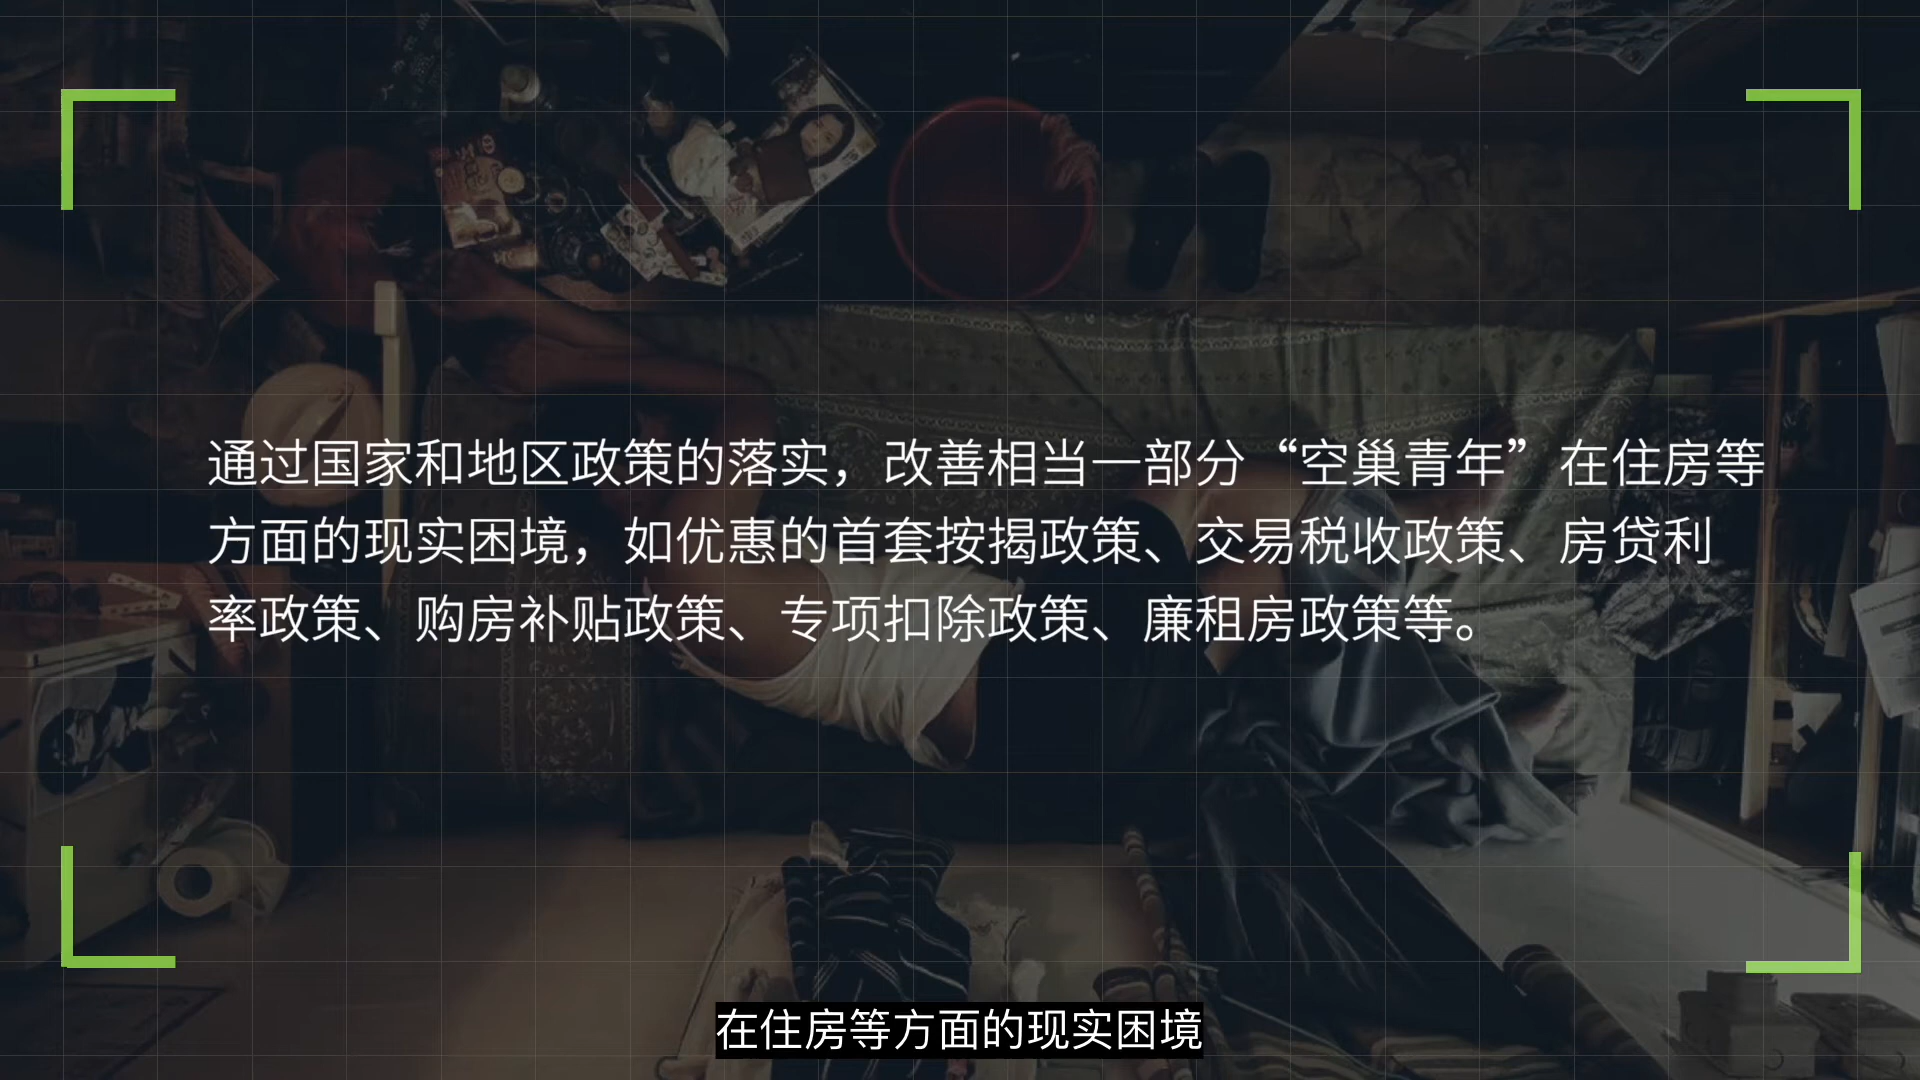 通过国家和地区政策的落实，改善相当一部分“空巢青年”在住房等
方面的现实困境，如优惠的首套按揭政策、交易税收政策、房贷利
率政策、购房补贴政策、专项扣除政策、廉租房政策等。
在住房等方面的现实困境